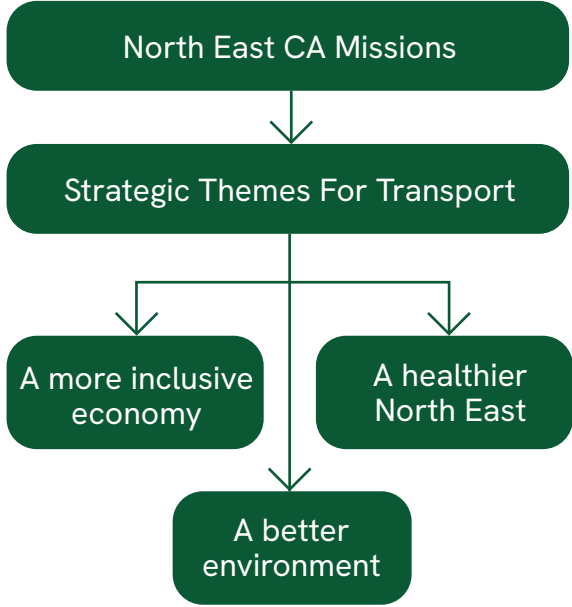 North East CA Missions
Strategic Themes For Transport
A more inclusive
economy
A healthier
North East
A better
environment